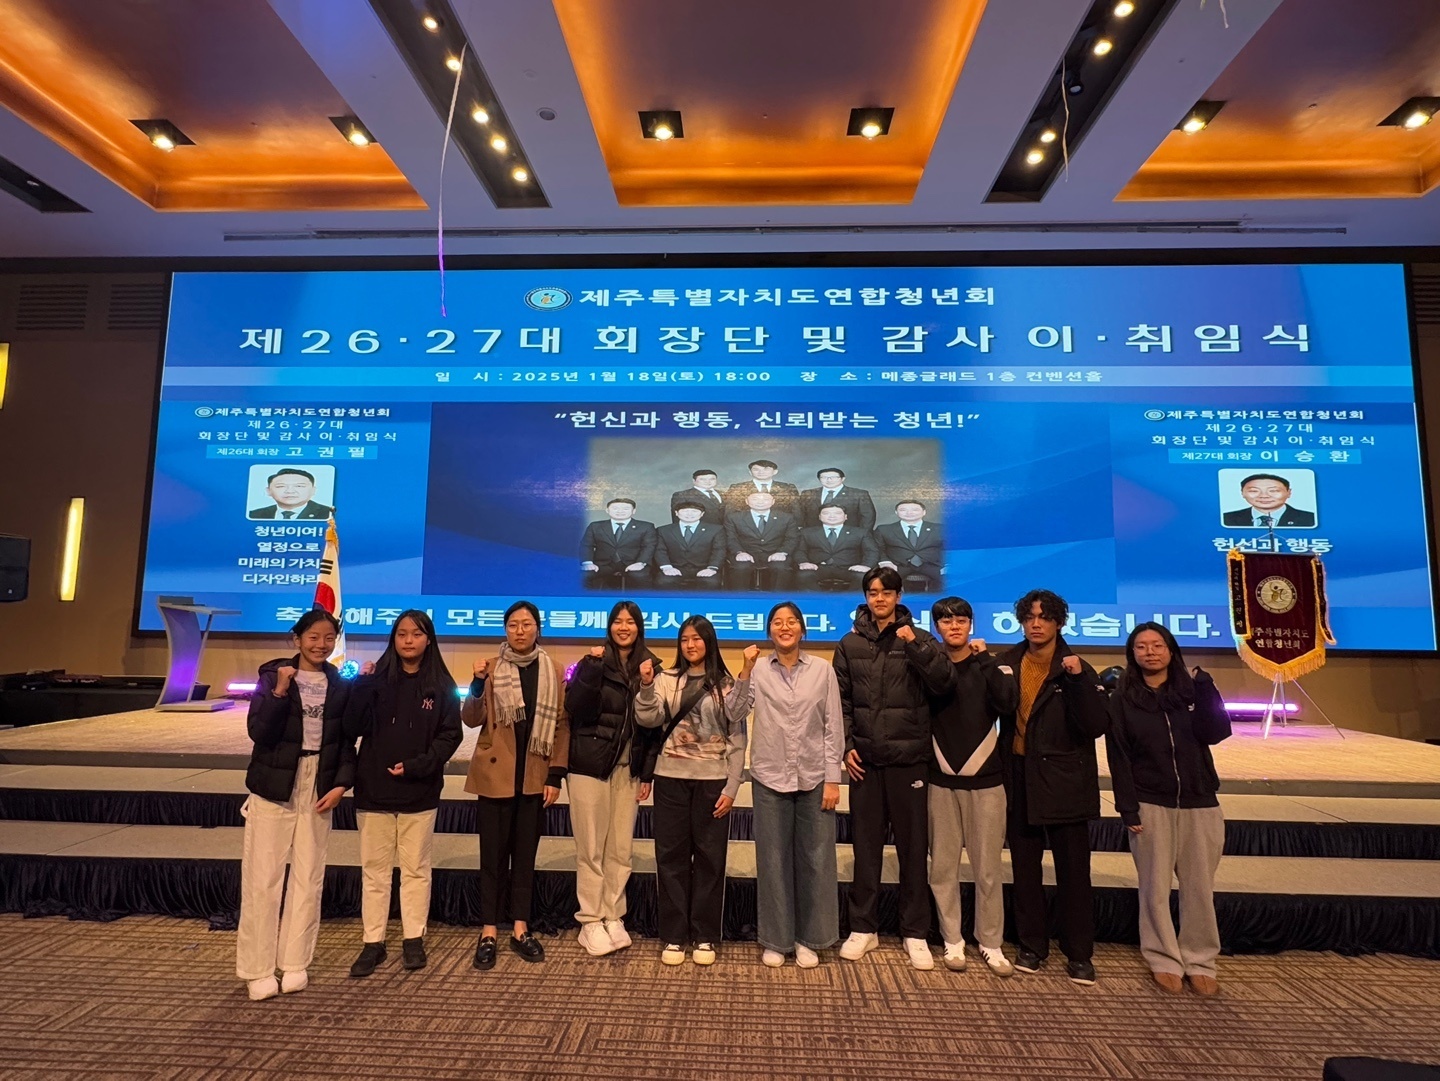 제주특별자치도연합청년회
제26·27대 회장단 및 감사 이·취임식
일 시 : 2025년 1월 18일(토) 18:00 장 소 : 메종글래드 1층 컨벤션홀
제주특별자치도연합청년회
제26·27대
회장단 및 감사 이·취임식
제26대 회장 고 권 필
청년이여!
열정으로
미래의 가치를
디자인하라
"헌신과 행동, 신뢰받는 청년!"
제주특별자치도연합청년회
제26·27대
회장단 및 감사 이·취임식
제27대 회장 이 승 환
헌신과 행동
해주 모든 분들께 감사 드립니다.
습니다.
제주특별자치도
연합청년회
NY